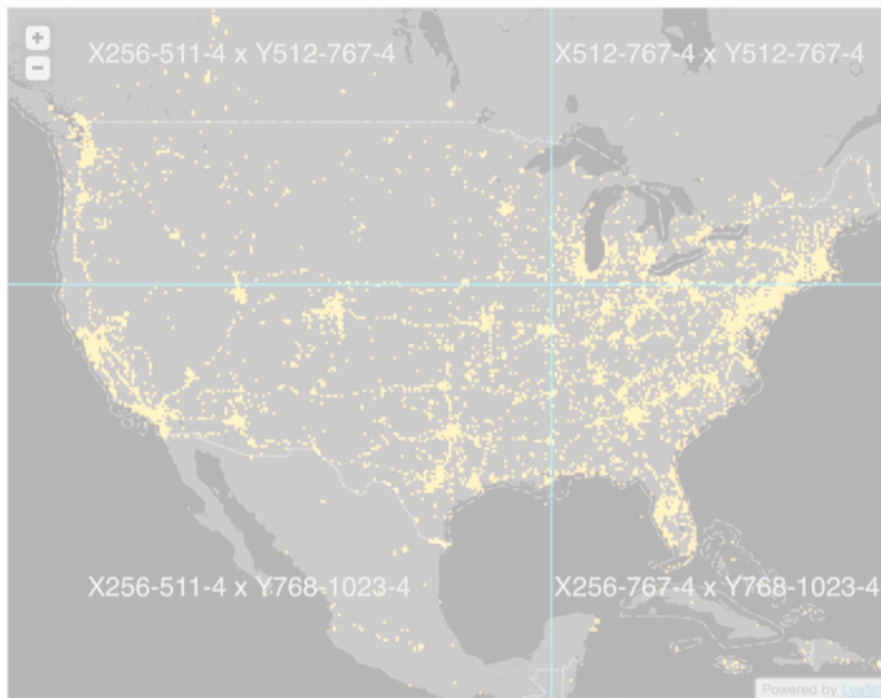 +
X256-511-4 x Y512-767-4
X512-767-4 x Y512-767-4
−
X256-511-4 x Y768-1023-4
X256-767-4 x Y768-1023-4
Powered by Leaflet